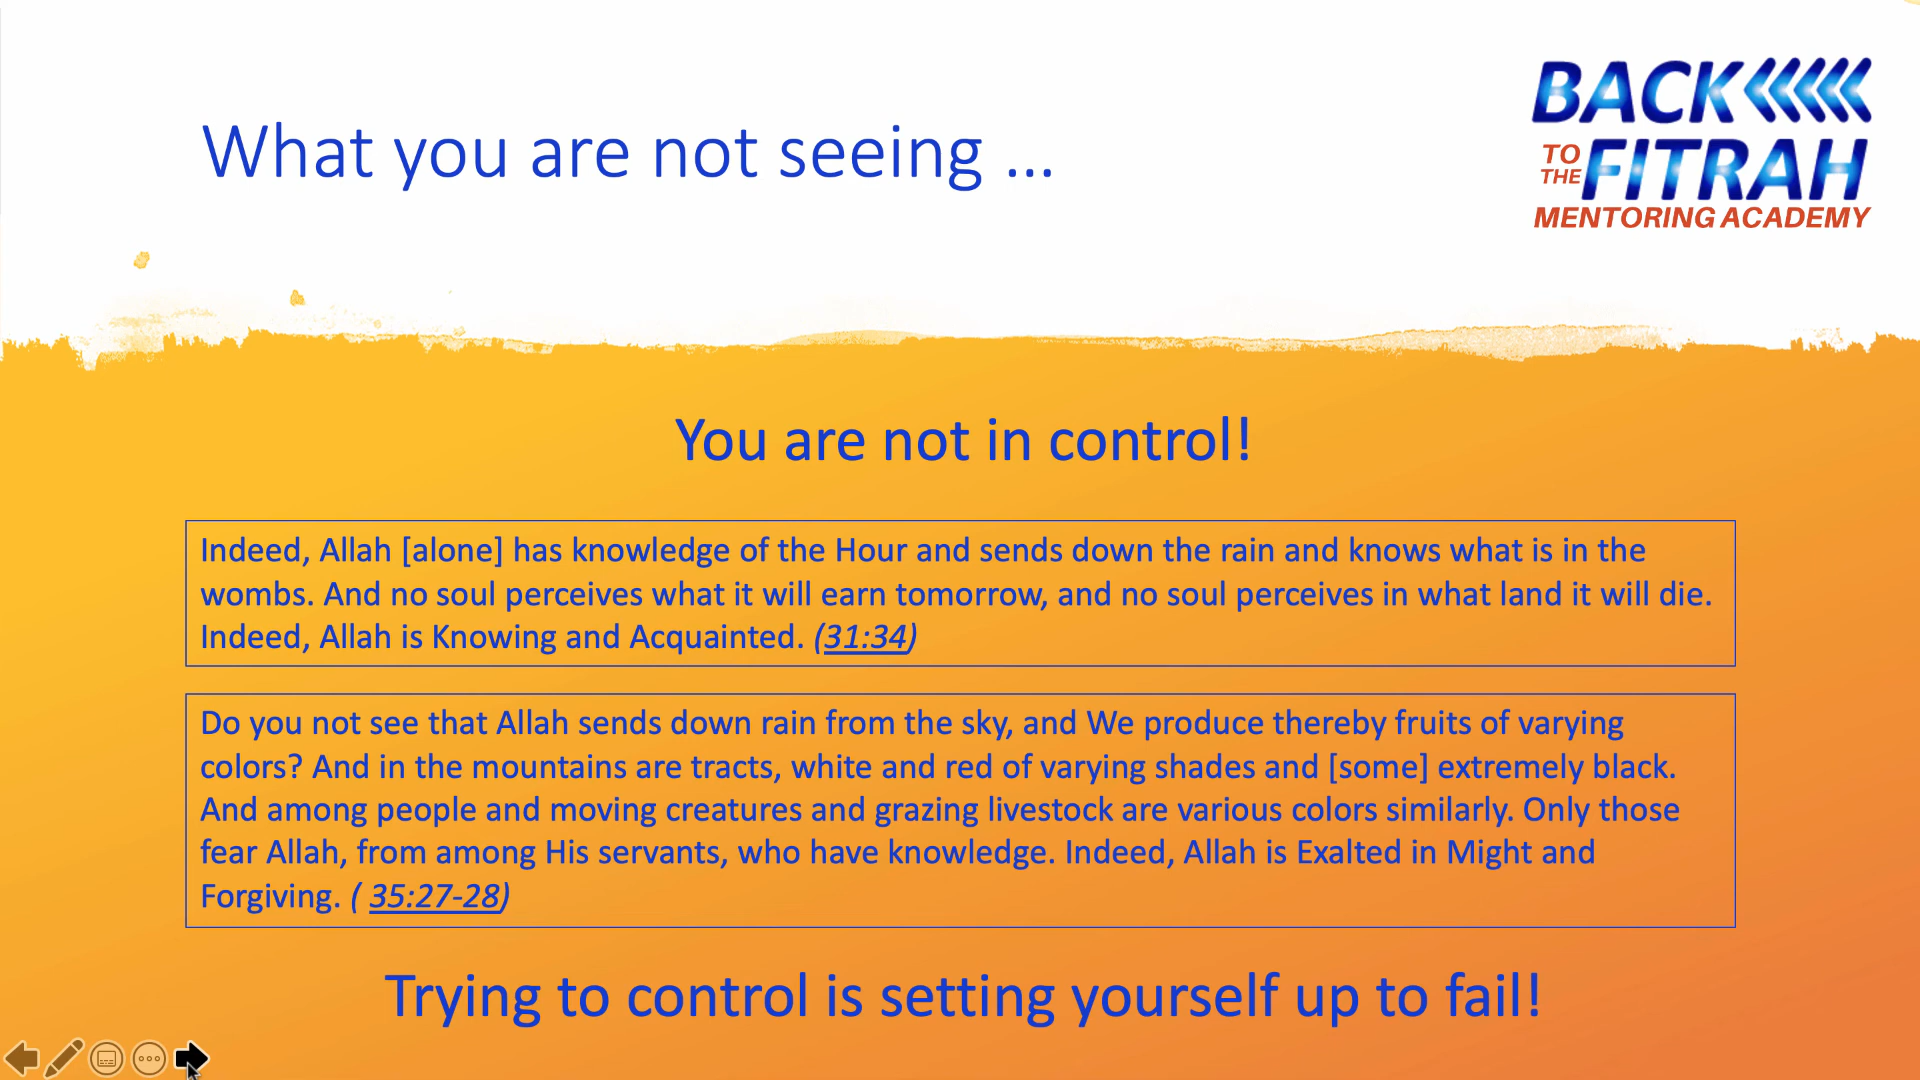 What you are not seeing ...
BACK
TO THE FITRAH
MENTORING ACADEMY
You are not in control!
Indeed, Allah [alone] has knowledge of the Hour and sends down the rain and knows what is in the
wombs. And no soul perceives what it will earn tomorrow, and no soul perceives in what land it will die.
Indeed, Allah is Knowing and Acquainted. (31:34)
Do you not see that Allah sends down rain from the sky, and We produce thereby fruits of varying
colors? And in the mountains are tracts, white and red of varying shades and [some] extremely black.
And among people and moving creatures and grazing livestock are various colors similarly. Only those
fear Allah, from among His servants, who have knowledge. Indeed, Allah is Exalted in Might and
Forgiving. ( 35:27-28)
Trying to control is setting yourself up to fail!